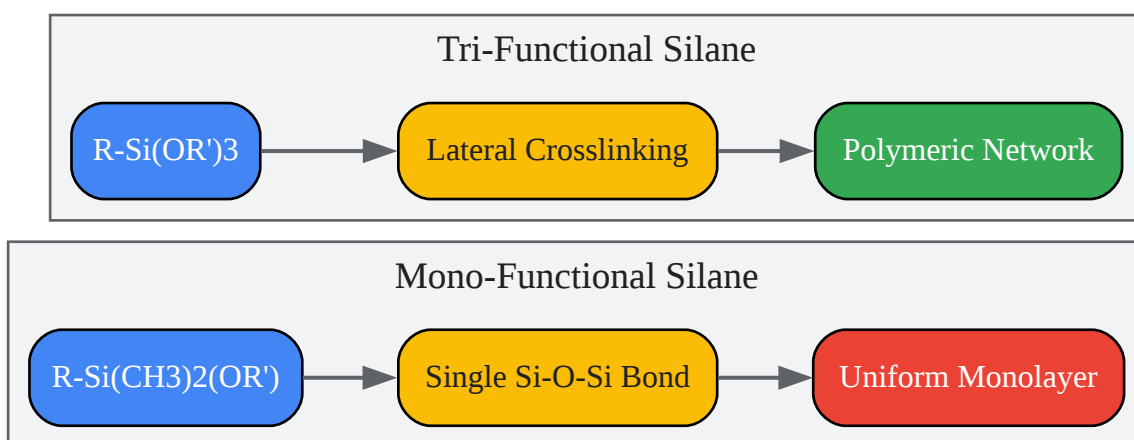 Tri-Functional Silane
R-Si(OR')3
Lateral Crosslinking
Polymeric Network
Mono-Functional Silane
R-Si(CH3)2(OR')
Single Si-O-Si Bond
Uniform Monolayer